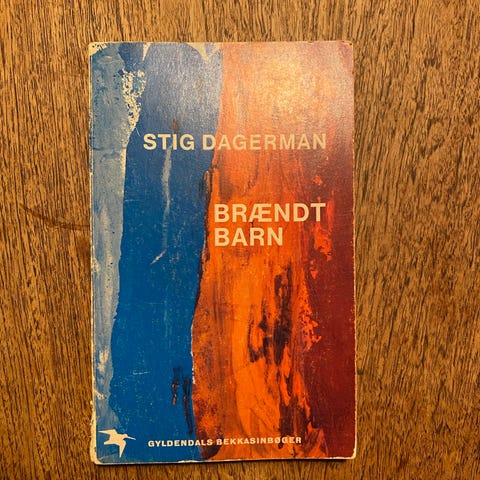 STIG DAGERMAN
BRÆNDT
BARN
GYLDENDALS BEKKASINBØGER